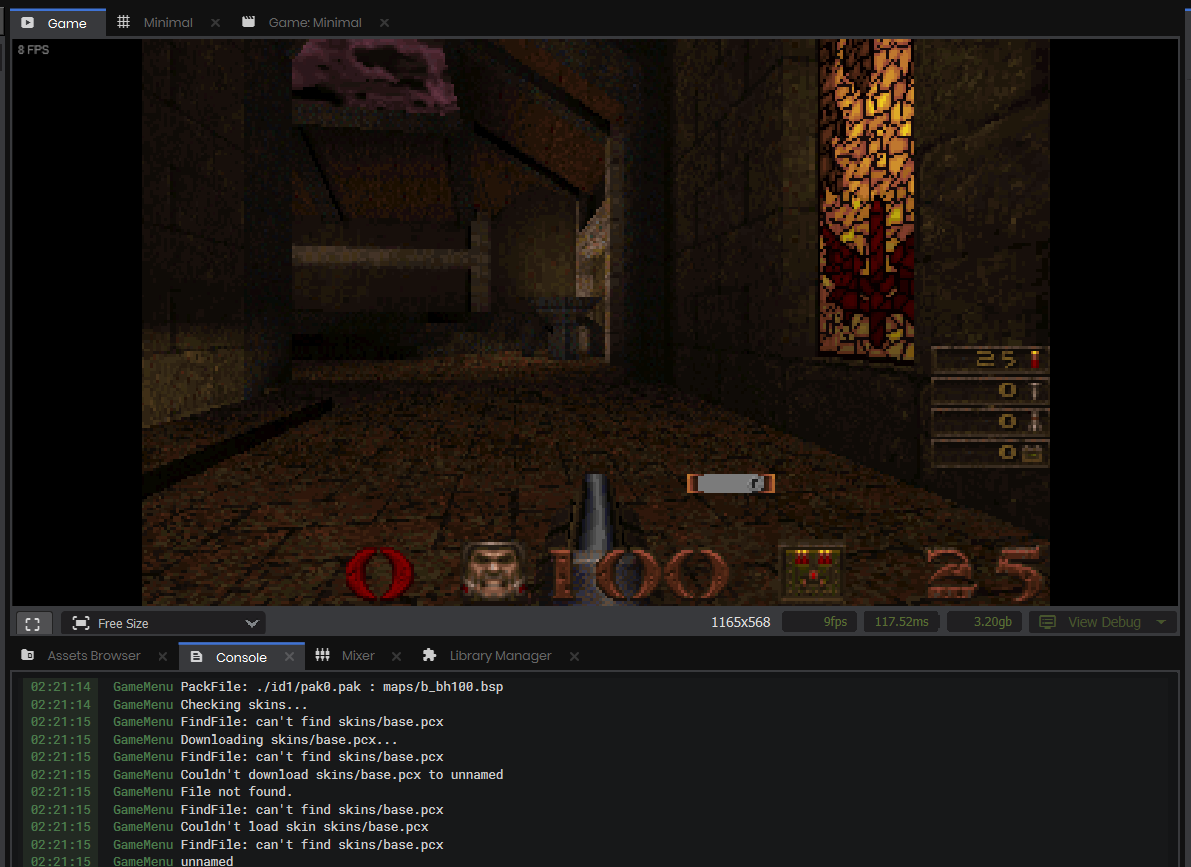 Game
Minimal
Game: Minimal
8 FPS
25
0
0
0
0
100
25
Free Size
1165x568
9fps
117.52ms
3.20gb
View Debug
Assets Browser
Console
Mixer
Library Manager
02:21:14 GameMenu PackFile: ./id1/pak0.pak : maps/b_bh100.bsp
02:21:14 GameMenu Checking skins...
02:21:15 GameMenu FindFile: can't find skins/base.pcx
02:21:15 GameMenu Downloading skins/base.pcx...
02:21:15 GameMenu FindFile: can't find skins/base.pcx
02:21:15 GameMenu Couldn't download skins/base.pcx to unnamed
02:21:15 GameMenu File not found.
02:21:15 GameMenu FindFile: can't find skins/base.pcx
02:21:15 GameMenu Couldn't load skin skins/base.pcx
02:21:15 GameMenu FindFile: can't find skins/base.pcx
02:21:15 GameMenu unnamed